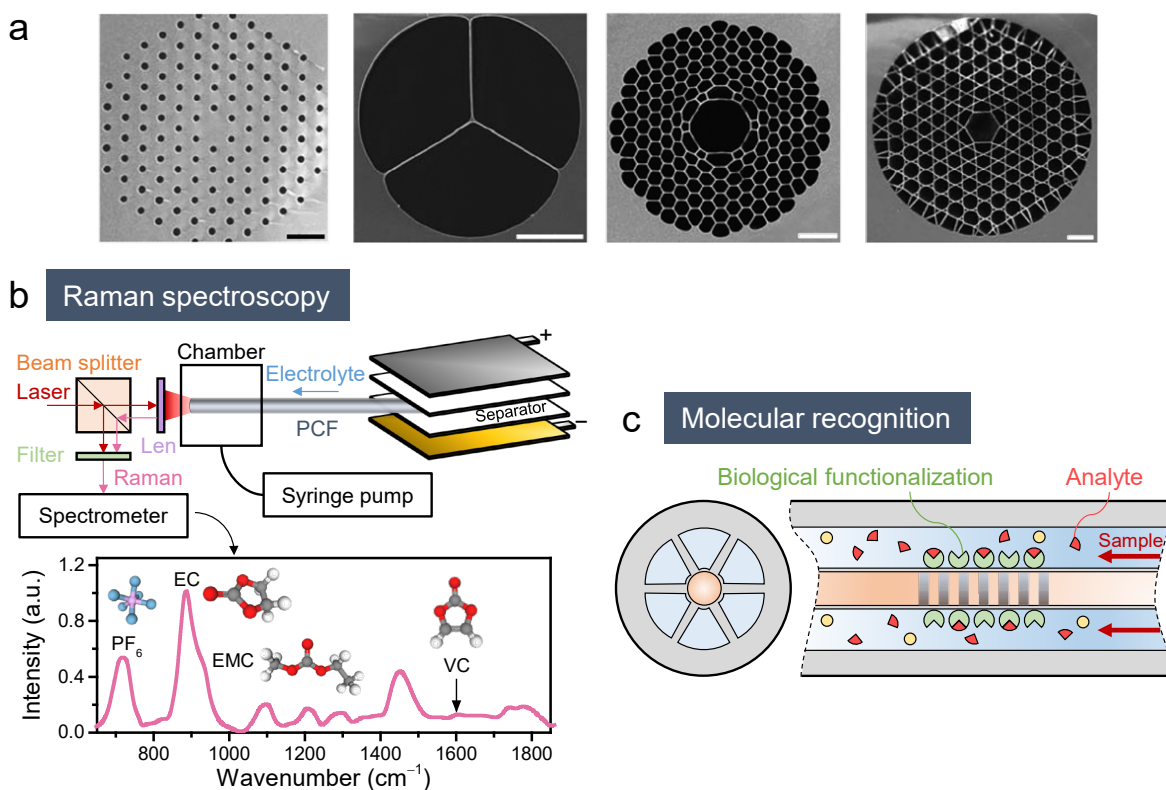 a
b
Raman spectroscopy
Beam splitter
Laser
Chamber
Electrolyte
+
Separator
−
PCF
Len
Filter
Raman
Syringe pump
Spectrometer
1.2
0.8
0.4
0.0
Intensity (a.u.)
PF6
EC
EMC
VC
800
1000
1200
1400
1600
1800
Wavenumber (cm−1)
c
Molecular recognition
Biological functionalization
Analyte
Sample